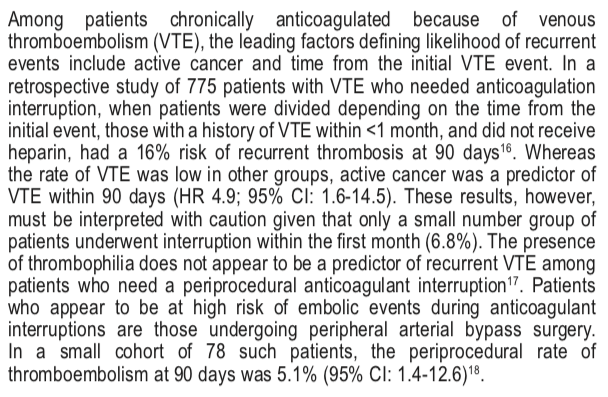 Among patients chronically anticoagulated because of venous
thromboembolism (VTE), the leading factors defining likelihood of recurrent
events include active cancer and time from the initial VTE event. In a
retrospective study of 775 patients with VTE who needed anticoagulation
interruption, when patients were divided depending on the time from the
initial event, those with a history of VTE within <1 month, and did not receive
heparin, had a 16% risk of recurrent thrombosis at 90 days¹⁶. Whereas
the rate of VTE was low in other groups, active cancer was a predictor of
VTE within 90 days (HR 4.9; 95% CI: 1.6-14.5). These results, however,
must be interpreted with caution given that only a small number group of
patients underwent interruption within the first month (6.8%). The presence
of thrombophilia does not appear to be a predictor of recurrent VTE among
patients who need a periprocedural anticoagulant interruption¹⁷. Patients
who appear to be at high risk of embolic events during anticoagulant
interruptions are those undergoing peripheral arterial bypass surgery.
In a small cohort of 78 such patients, the periprocedural rate of
thromboembolism at 90 days was 5.1% (95% CI: 1.4-12.6)¹⁸.